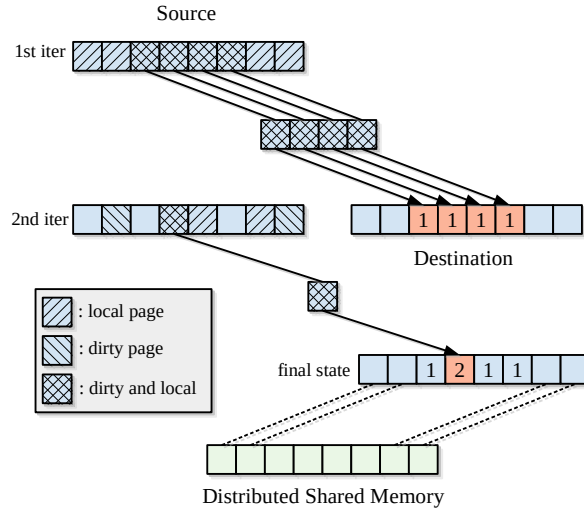 Source
1st iter
2nd iter
1 1 1 1
Destination
: local page
: dirty page
: dirty and local
final state
1 2 1 1
Distributed Shared Memory